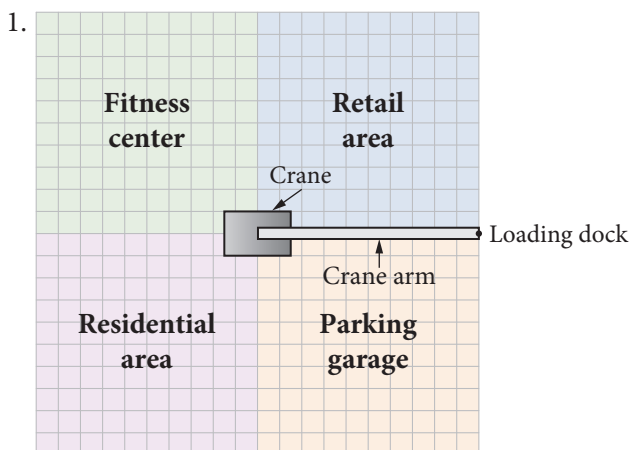 1.
Fitness
center
Retail
area
Crane
Loading dock
Crane arm
Residential
area
Parking
garage